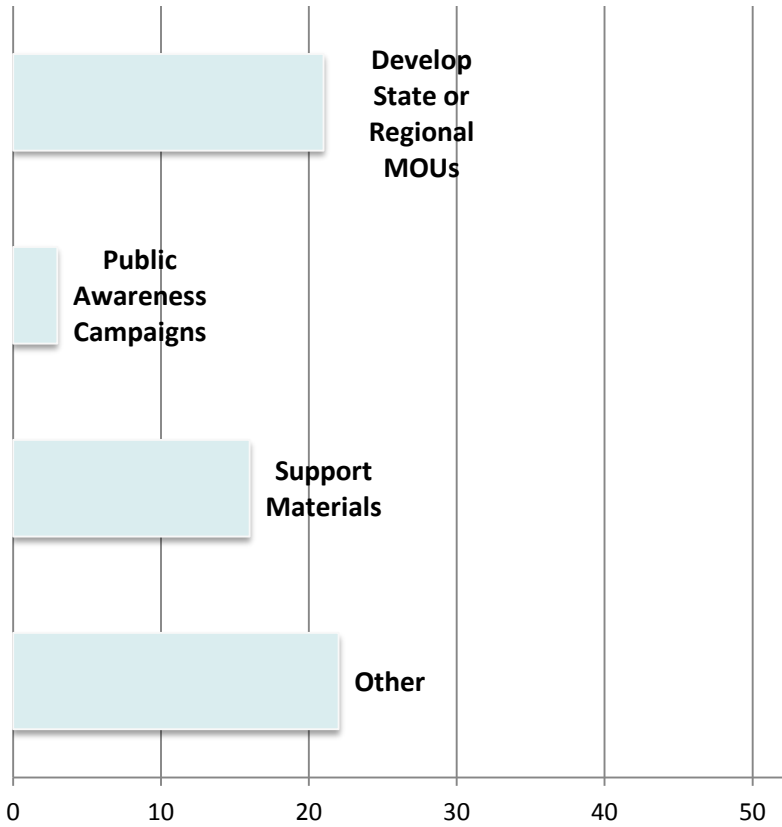 Develop
State or
Regional
MOUs
Public
Awareness
Campaigns
Support
Materials
Other
0 10 20 30 40 50